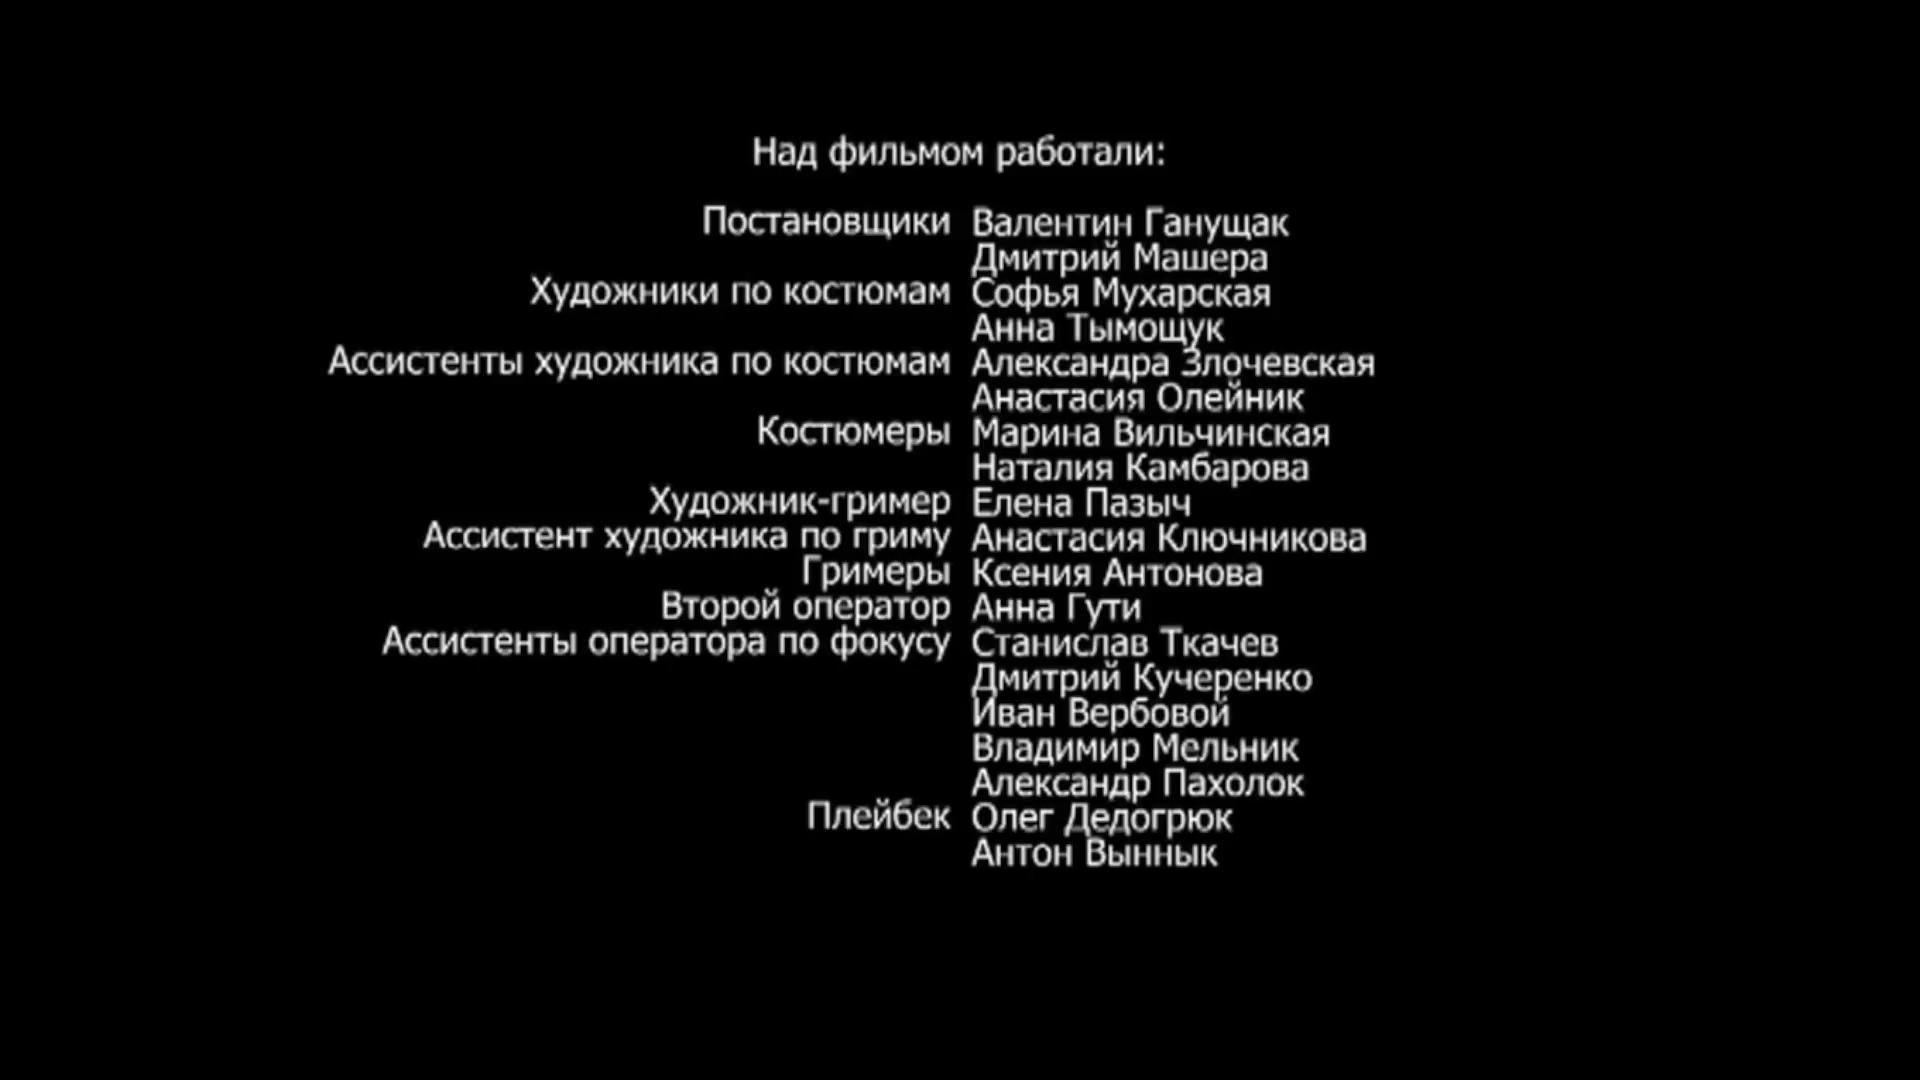 Над фильмом работали:
Постановщики Валентин Ганущак
Дмитрий Машера
Художники по костюмам Софья Мухарская
Анна Тымощук
Ассистенты художника по костюмам Александра Злочевская
Анастасия Олейник
Костюмеры Марина Вильчинская
Наталия Камбарова
Художник-гример Елена Пазыч
Ассистент художника по гриму Анастасия Ключникова
Гримеры Ксения Антонова
Второй оператор Анна Гути
Ассистенты оператора по фокусу Станислав Ткачев
Дмитрий Кучеренко
Иван Вербовой
Владимир Мельник
Александр Пахолок
Плейбек Олег Дедогрюк
Антон Выннык